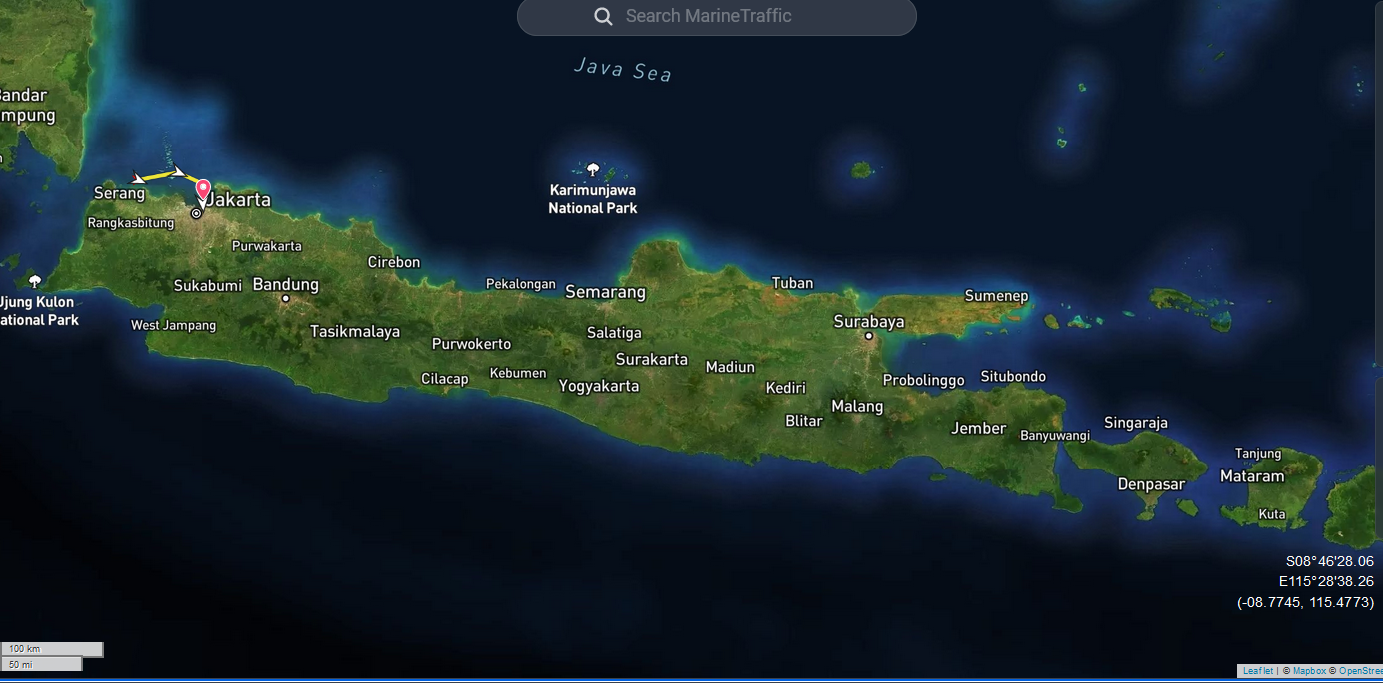 Search MarineTraffic
Java Sea
Bandar
mpung
Karimunjawa
National Park
Serang
Jakarta
Rangkasbitung
Purwakarta
Cirebon
Sukabumi
Bandung
Pekalongan
Semarang
Tuban
Sumenep
Ujung Kulon
ational Park
West Jampang
Tasikmalaya
Salatiga
Surabaya
Purwokerto
Surakarta
Madiun
Cilacap
Kebumen
Yogyakarta
Kediri
Probolinggo
Situbondo
Blitar
Malang
Jember
Banyuwangi
Singaraja
Tanjung
Mataram
Denpasar
Kuta
S08°46'28.06
E115°28'38.26
(-08.7745, 115.4773)
100 km
50 mi
Leaflet | © Mapbox © OpenStree